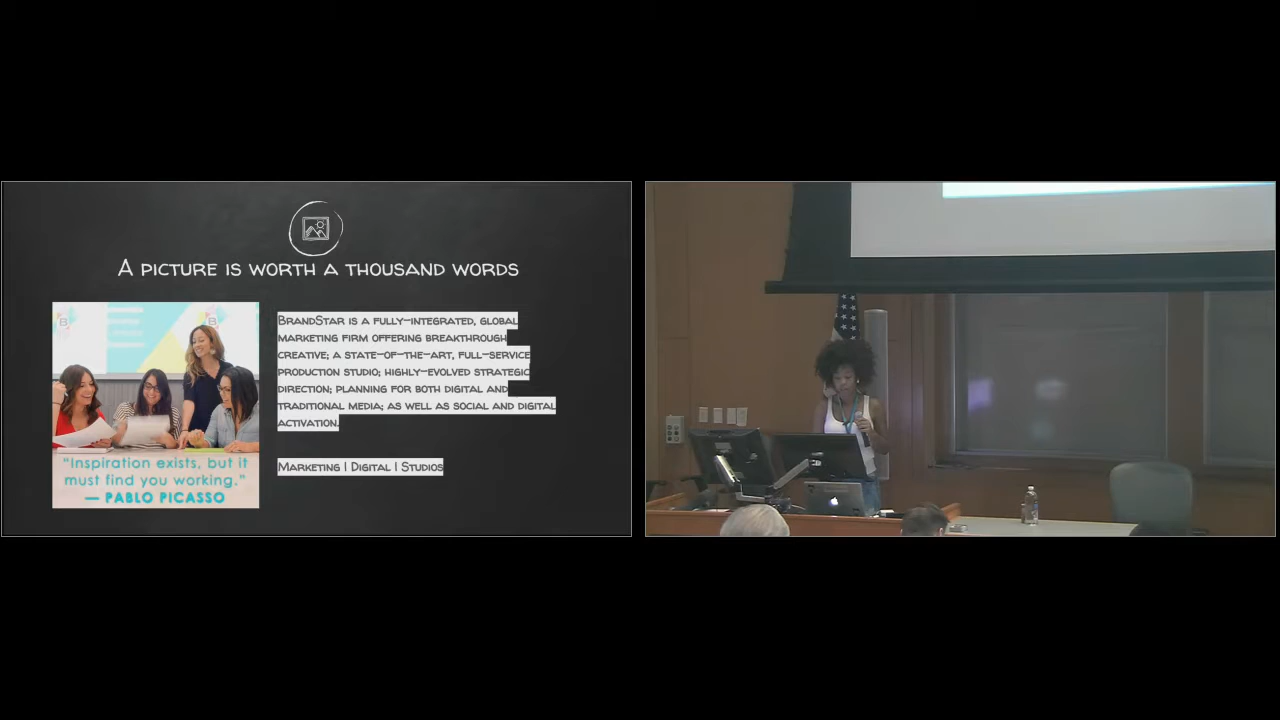 A picture is worth a thousand words
BrandStar is a fully-integrated, global
marketing firm offering breakthrough
creative; a state-of-the-art, full-service
production studio; highly-evolved strategic
direction; planning for both digital and
traditional media; as well as social and digital
activation.
Marketing | Digital | Studios
B
B
"Inspiration exists, but it
must find you working."
— PABLO PICASSO